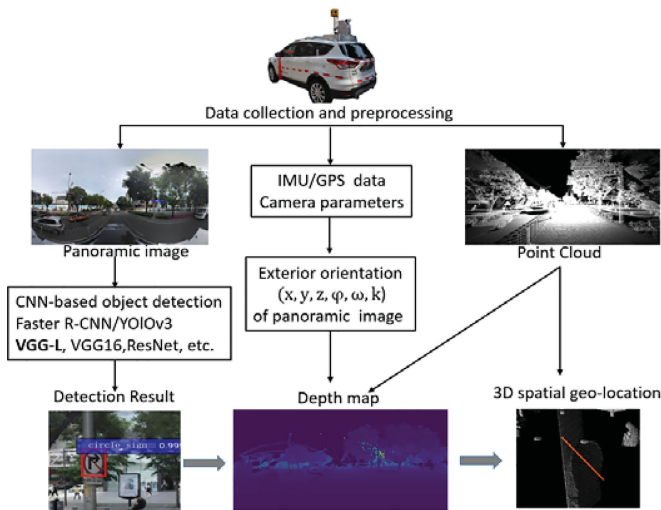 Data collection and preprocessing
IMU/GPS data
Camera parameters
Panoramic image
Point Cloud
Exterior orientation
(x, y, z, φ, ω, k)
of panoramic image
CNN-based object detection
Faster R-CNN/YOlOv3
VGG-L, VGG16,ResNet, etc.
Detection Result
Depth map
3D spatial geo-location
circle_sign 0.99